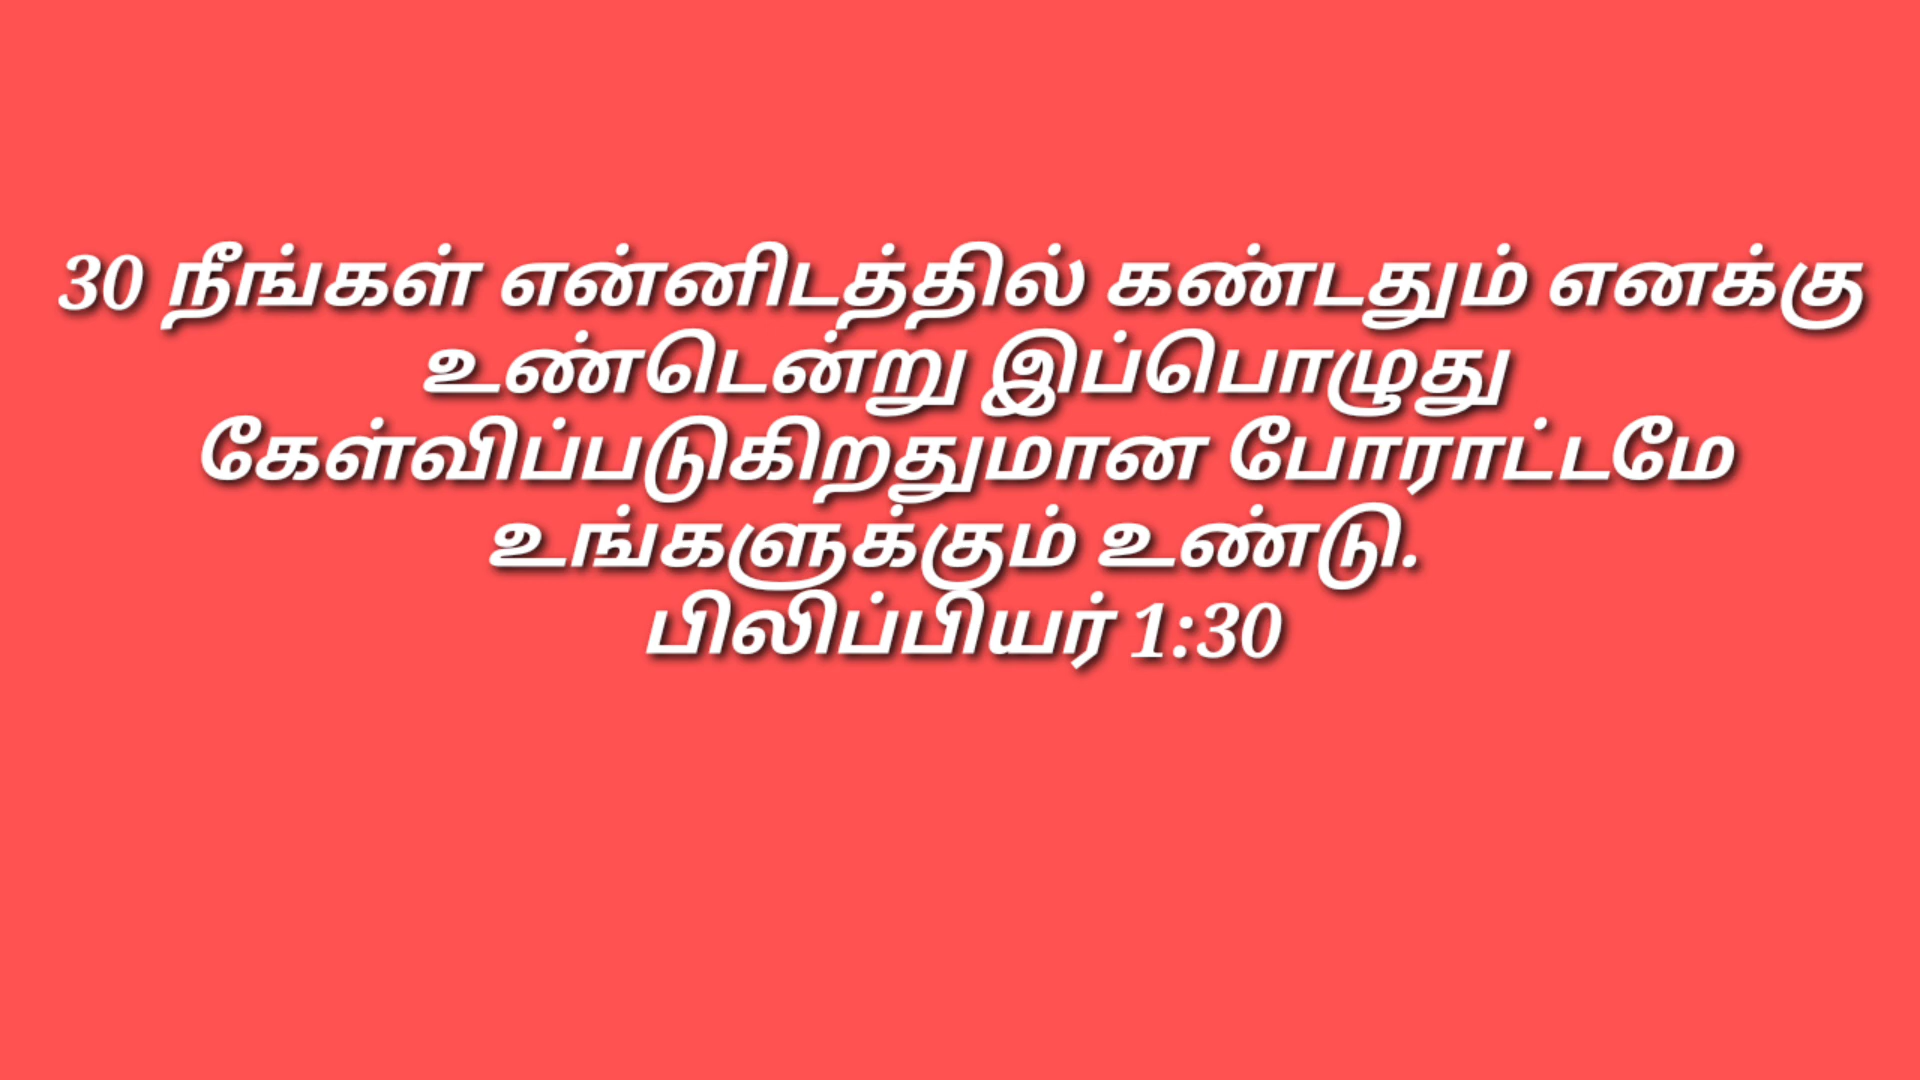 30 நீங்கள் என்னிடத்தில் கண்டதும் எனக்கு
உண்டென்று இப்பொழுது
கேள்விப்படுகிறதுமான போராட்டமே
உங்களுக்கும் உண்டு.
பிலிப்பியர் 1:30